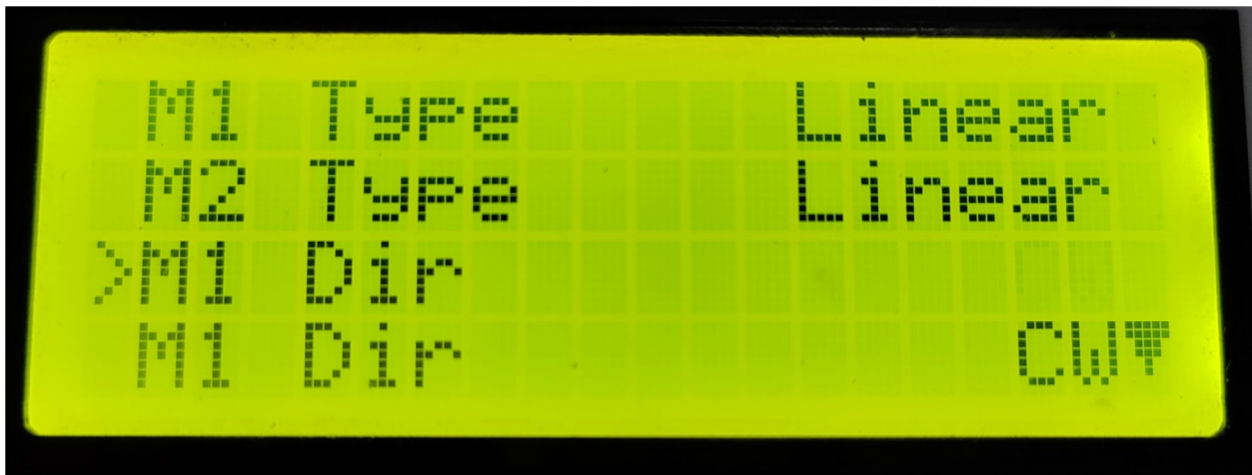 M1 Type Linear
M2 Type Linear
>M1 Dir
M1 Dir CW▼